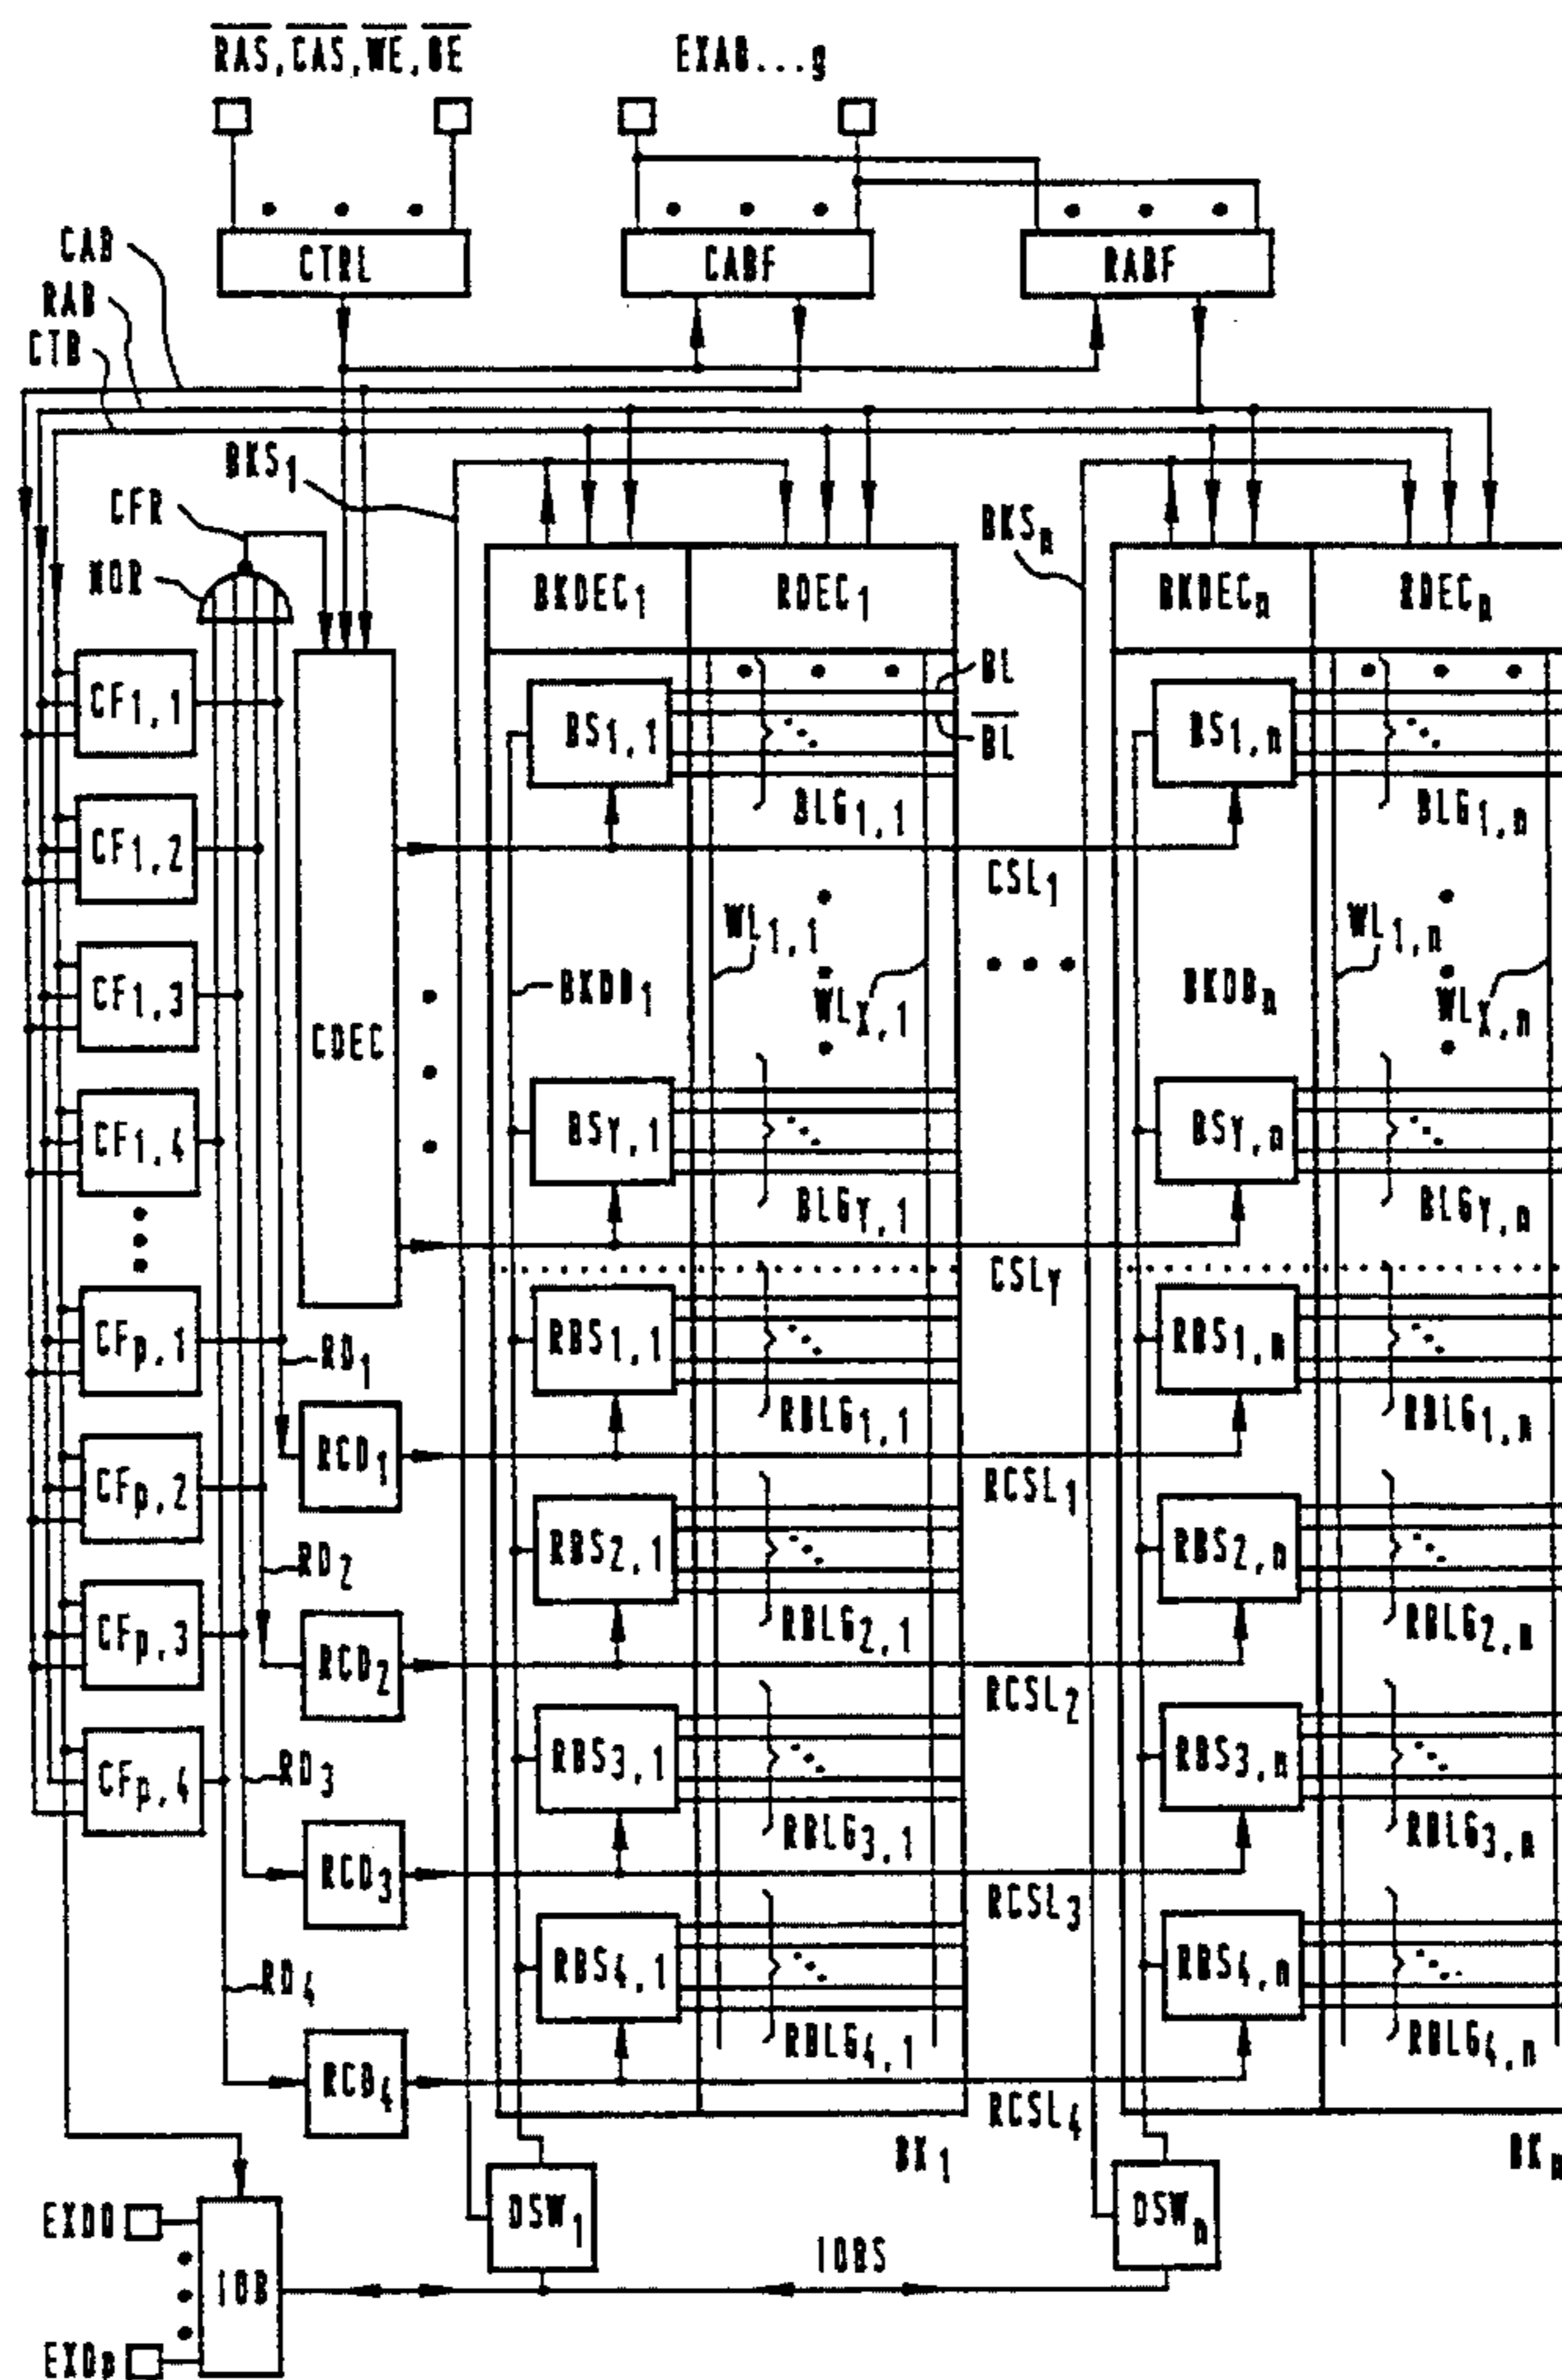 RAS, CAS, WE, OE EXA0...g
CTRL CABF RABF
CAB
RAB
CTB
BKS1
CFR
NOR
BKSn
BKDEC1 RDEC1 BKDECn RDECn
CF1,1 BS1,1 BL BS1,n
BL
BLG1,1 BLG1,n
CF1,2
CSL1
WL1,1 WL1,n
CF1,3 BKDB1 WLX,1 BKDBn WLX,n
CDEC
CF1,4 BSY,1 BSY,n
BLGY,1 BLGY,n
CSLY
CFp,1 RD1 RBS1,1 RBS1,n
RBLG1,1 RBLG1,n
RCD1 RCSL1
CFp,2
RD2 RBS2,1 RBS2,n
RBLG2,1 RBLG2,n
CFp,3 RCD2 RCSL2
CFp,4 RD3 RBS3,1 RBS3,n
RBLG3,1 RBLG3,n
RCD3 RCSL3
RD4 RBS4,1 RBS4,n
RBLG4,1 RBLG4,n
RCD4 RCSL4
BK1 BKn
EXD0 DSW1 DSWn
IOB IOBS
EXDp